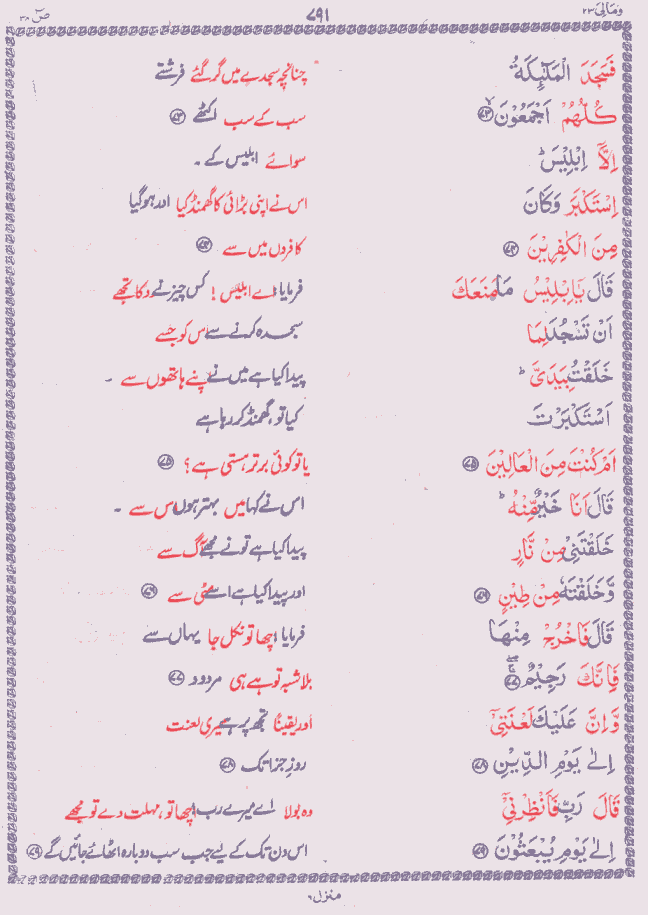 ومالی ۲۳ ۷۹۱ صٓ ۳۸
فَسَجَدَ الْمَلٰٓئِكَةُ چنانچہ سجدے میں گر گئے فرشتے
كُلُّهُمْ اَجْمَعُوْنَ ۙ﴿۷۳﴾ سب کے سب اکٹھے ﴿۷۳﴾
اِلَّاۤ اِبْلِيْسَ ؕ سوائے ابلیس کے ۔
اِسْتَكْبَرَ وَكَانَ اس نے اپنی بڑائی کا گھمنڈ کیا اور ہو گیا
مِنَ الْكٰفِرِيْنَ ﴿۷۴﴾ کافروں میں سے ﴿۷۴﴾
قَالَ يٰۤاِبْلِيْسُ مَا مَنَعَكَ فرمایا اے ابلیس ! کس چیز نے روکا تجھے
اَنْ تَسْجُدَ لِمَا سجدہ کرنے سے اس کو جسے
خَلَقْتُ بِيَدَيَّ ؕ پیدا کیا ہے میں نے اپنے ہاتھوں سے ۔
اَسْتَكْبَرْتَ کیا تو، گھمنڈ کر رہا ہے
اَمْ كُنْتَ مِنَ الْعَالِيْنَ ﴿۷۵﴾ یا تو کوئی برتر ہستی ہے ؟ ﴿۷۵﴾
قَالَ اَنَا خَيْرٌ مِّنْهُ ؕ اس نے کہا میں بہتر ہوں اس سے ۔
خَلَقْتَنِيْ مِنْ نَّارٍ پیدا کیا ہے تو نے مجھے آگ سے
وَّخَلَقْتَهٗ مِنْ طِيْنٍ ﴿۷۶﴾ اور پیدا کیا ہے اسے مٹی سے ﴿۷۶﴾
قَالَ فَاخْرُجْ مِنْهَا فرمایا اچھا تو نکل جا یہاں سے
فَاِنَّكَ رَجِيْمٌ ۖۚ﴿۷۷﴾ بلاشبہ تو ہے ہی مردود ﴿۷۷﴾
وَّاِنَّ عَلَيْكَ لَعْنَتِيْۤ اور یقیناً تجھ پر ہے میری لعنت
اِلٰى يَوْمِ الدِّيْنِ ﴿۷۸﴾ روزِ جزا تک ﴿۷۸﴾
قَالَ رَبِّ فَاَنْظِرْنِيْۤ وہ بولا اے میرے رب! اچھا تو، مہلت دے تو مجھے
اِلٰى يَوْمِ يُبْعَثُوْنَ ﴿۷۹﴾ اس دن تک کے لیے جب سب دوبارہ اٹھائے جائیں گے ﴿۷۹﴾
منزل ۶